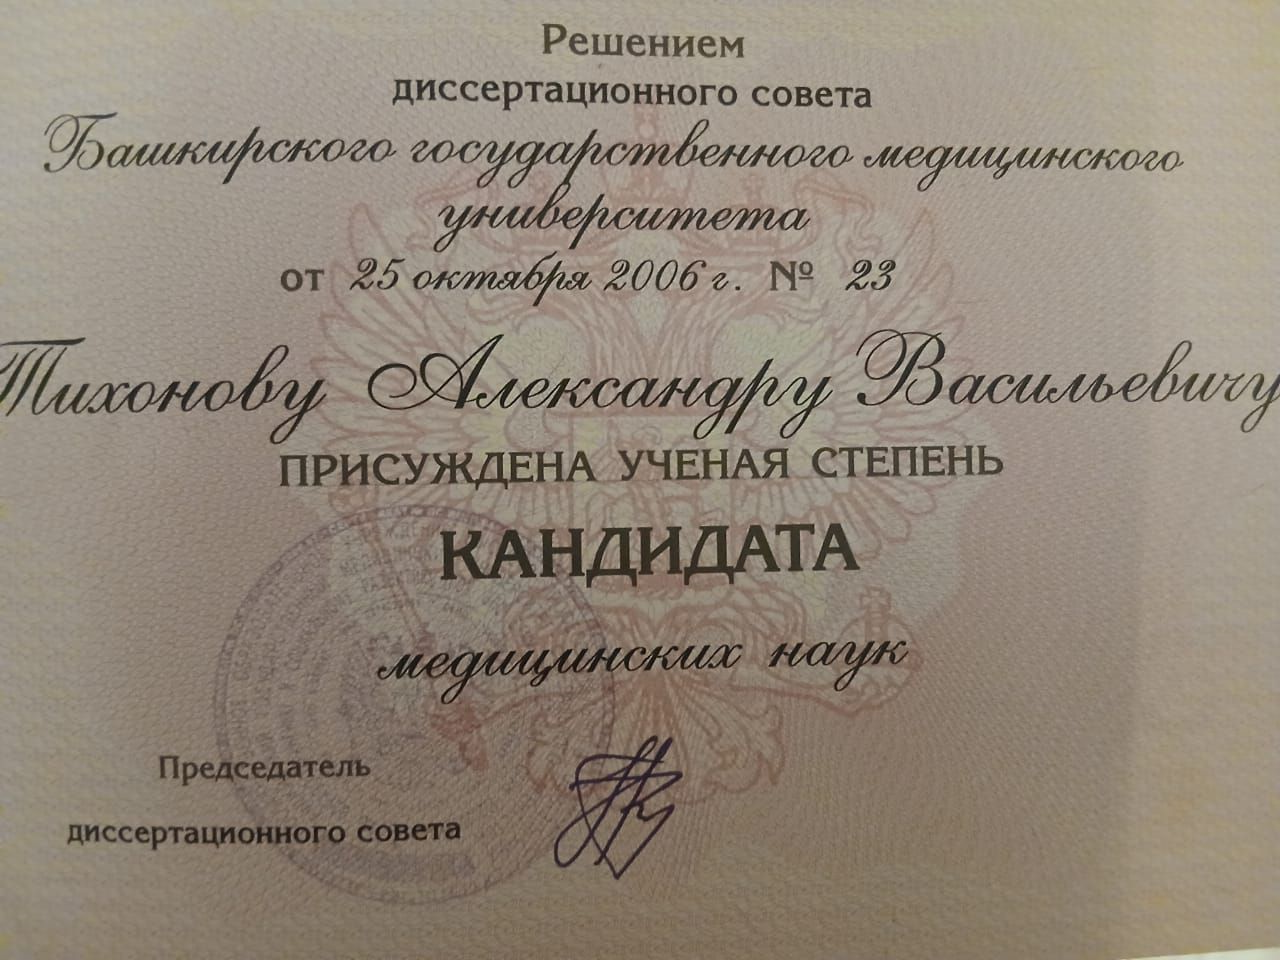 Решением
диссертационного совета
Башкирского государственного медицинского
университета
от 25 октября 2006 г. № 23
Тихонову Александру Васильевичу
ПРИСУЖДЕНА УЧЕНАЯ СТЕПЕНЬ
КАНДИДАТА
медицинских наук
Председатель
диссертационного совета